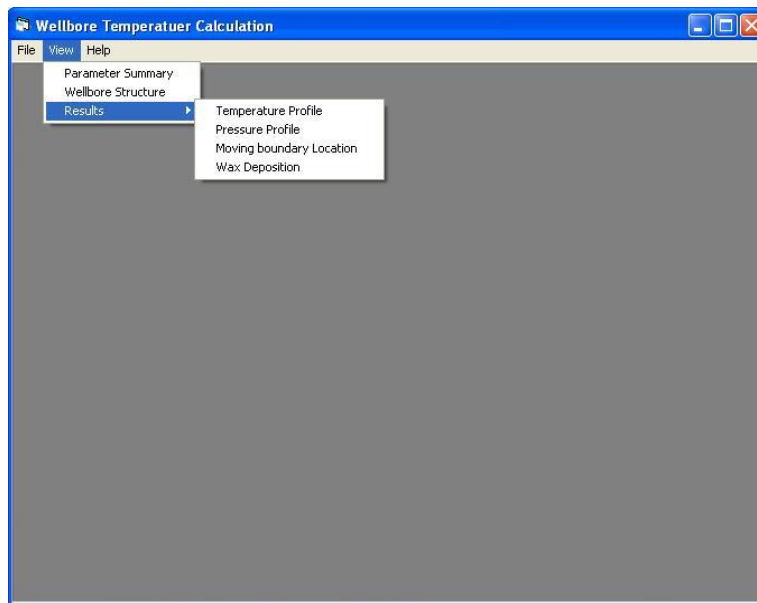 Wellbore Temperatuer Calculation
File View Help
Parameter Summary
Wellbore Structure
Results
Temperature Profile
Pressure Profile
Moving boundary Location
Wax Deposition